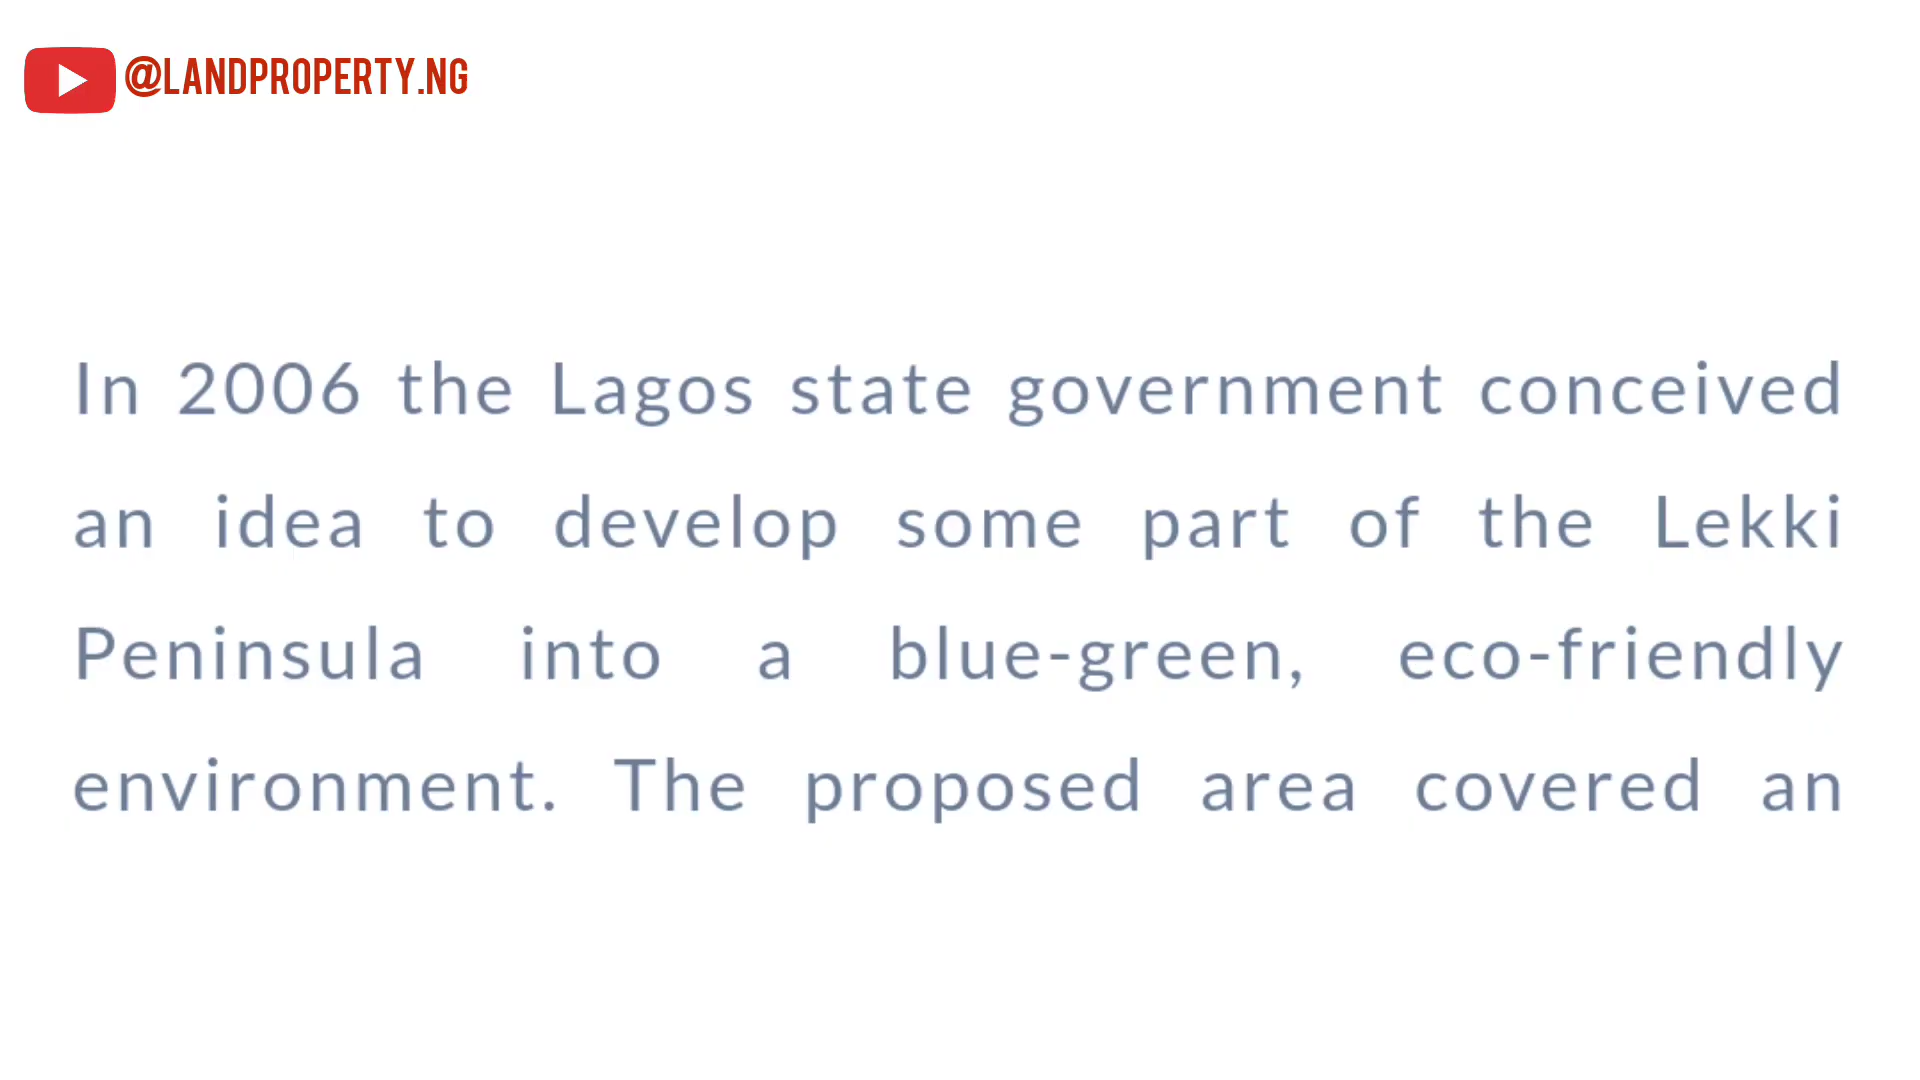 @LANDPROPERTY.NG
In 2006 the Lagos state government conceived
an idea to develop some part of the Lekki
Peninsula into a blue-green, eco-friendly
environment. The proposed area covered an